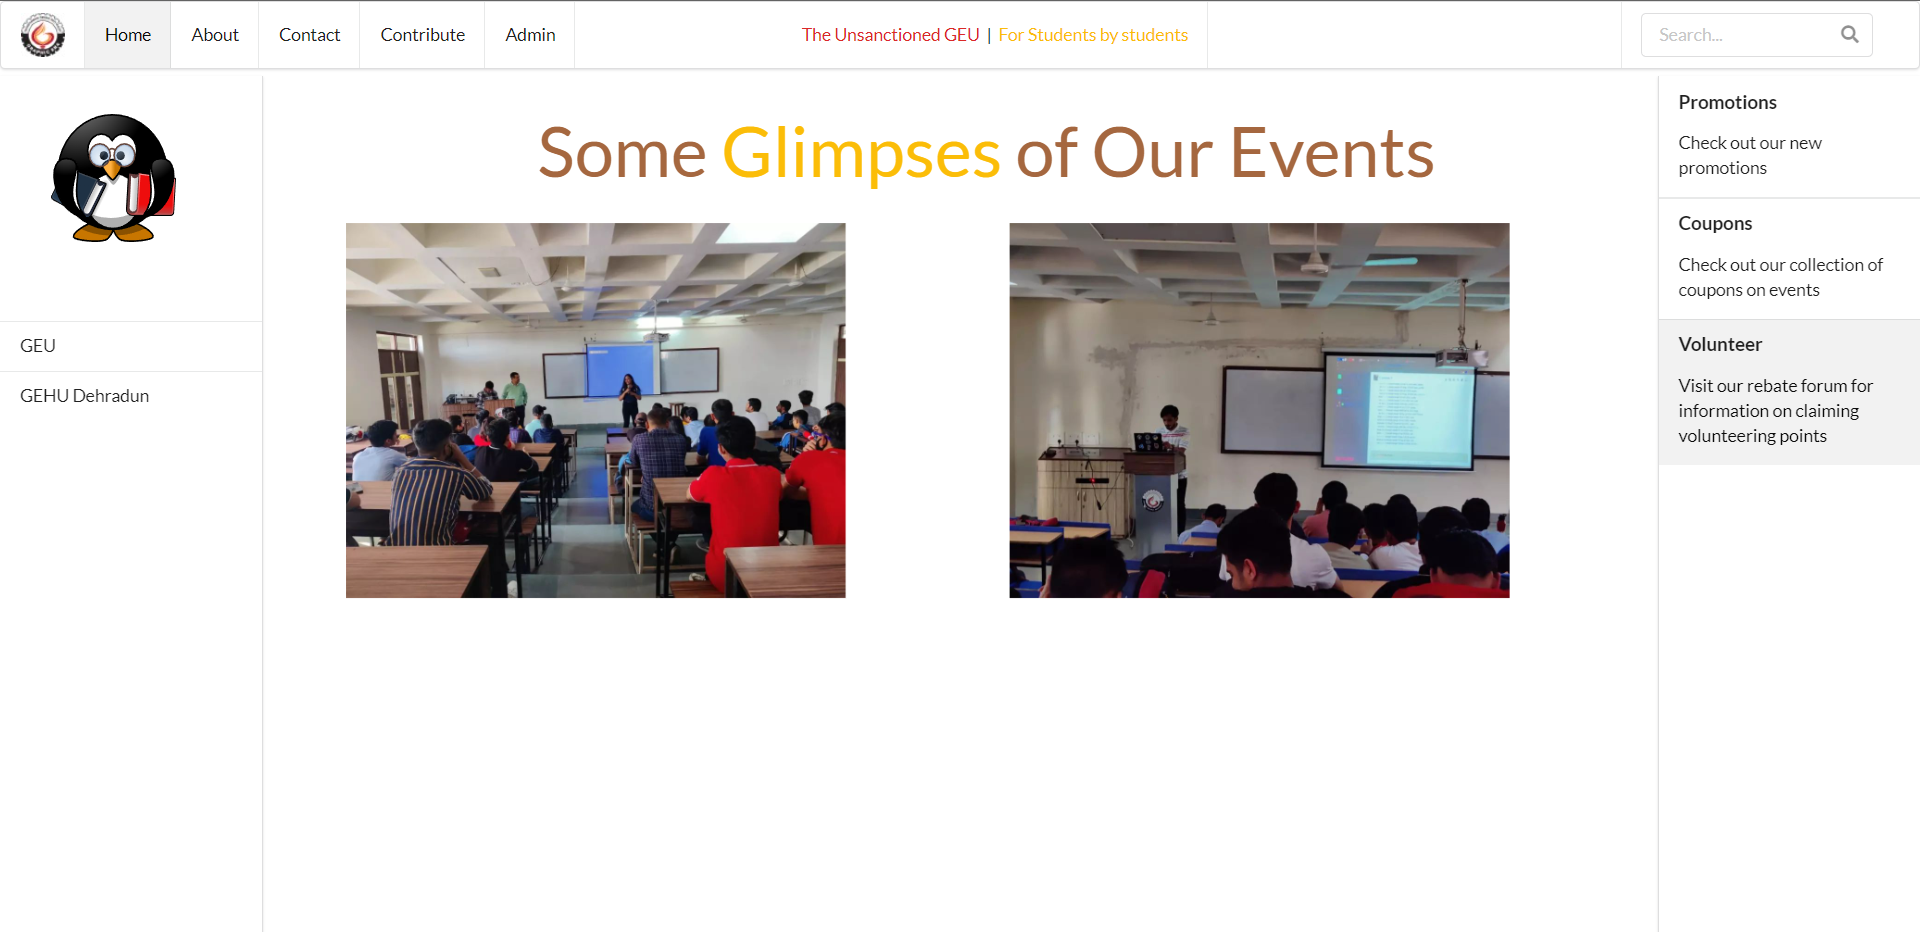 Home About Contact Contribute Admin The Unsanctioned GEU | For Students by students Search...
GEU
GEHU Dehradun
Some Glimpses of Our Events
Promotions
Check out our new
promotions
Coupons
Check out our collection of
coupons on events
Volunteer
Visit our rebate forum for
information on claiming
volunteering points